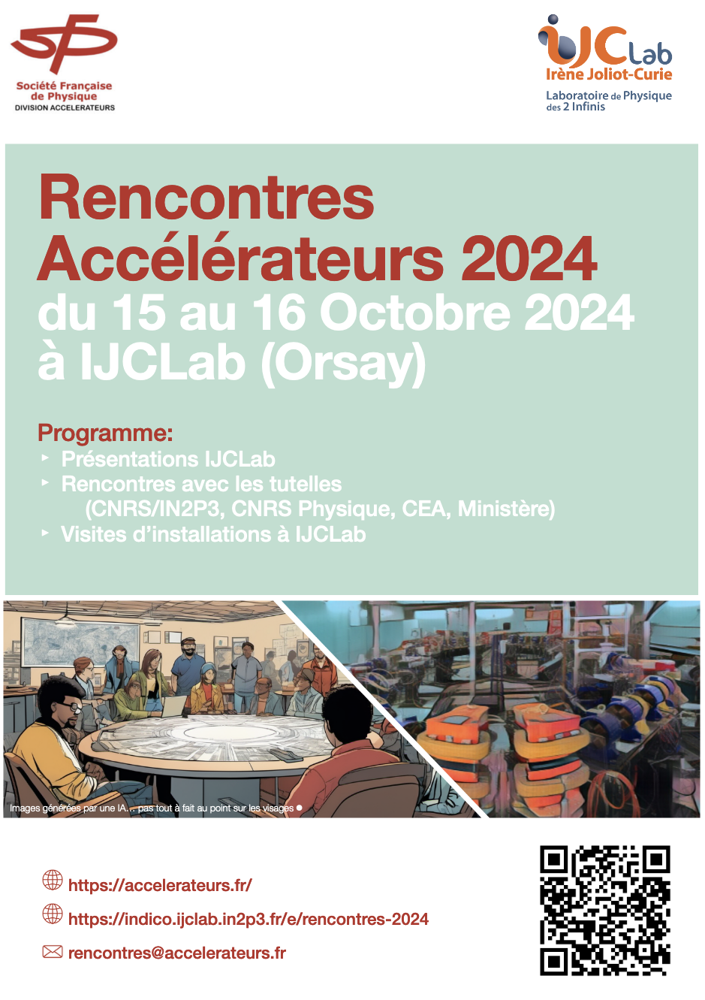 Société Française
de Physique
DIVISION ACCELERATEURS
iJCLab
Irène Joliot-Curie
Laboratoire de Physique
des 2 Infinis
Rencontres
Accélérateurs 2024
du 15 au 16 Octobre 2024
à IJCLab (Orsay)
Programme:
‣ Présentations IJCLab
‣ Rencontres avec les tutelles
(CNRS/IN2P3, CNRS Physique, CEA, Ministère)
‣ Visites d’installations à IJCLab
Images générées par une IA… pas tout à fait au point sur les visages
https://accelerateurs.fr/
https://indico.ijclab.in2p3.fr/e/rencontres-2024
rencontres@accelerateurs.fr